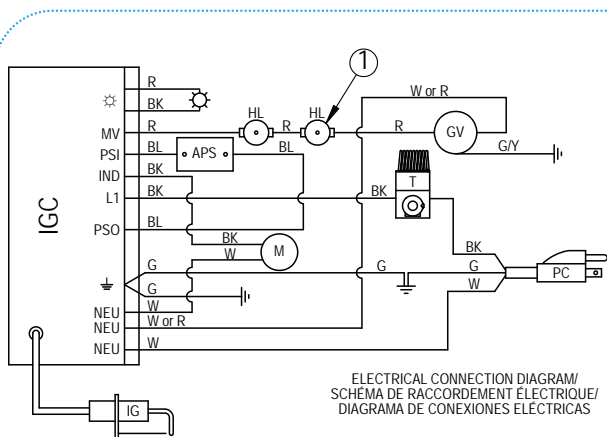 1
R
W or R
BK
HL
HL
MV
R
R
R
GV
PSI
BL
APS
BL
G/Y
IND
BK
T
L1
BK
BK
IGC
PSO
BL
BK
BK
M
W
G
G
G
PC
G
W
NEU
W
NEU
W or R
NEU
W
ELECTRICAL CONNECTION DIAGRAM/
SCHÉMA DE RACCORDEMENT ÉLECTRIQUE/
DIAGRAMA DE CONEXIONES ELÉCTRICAS
IG